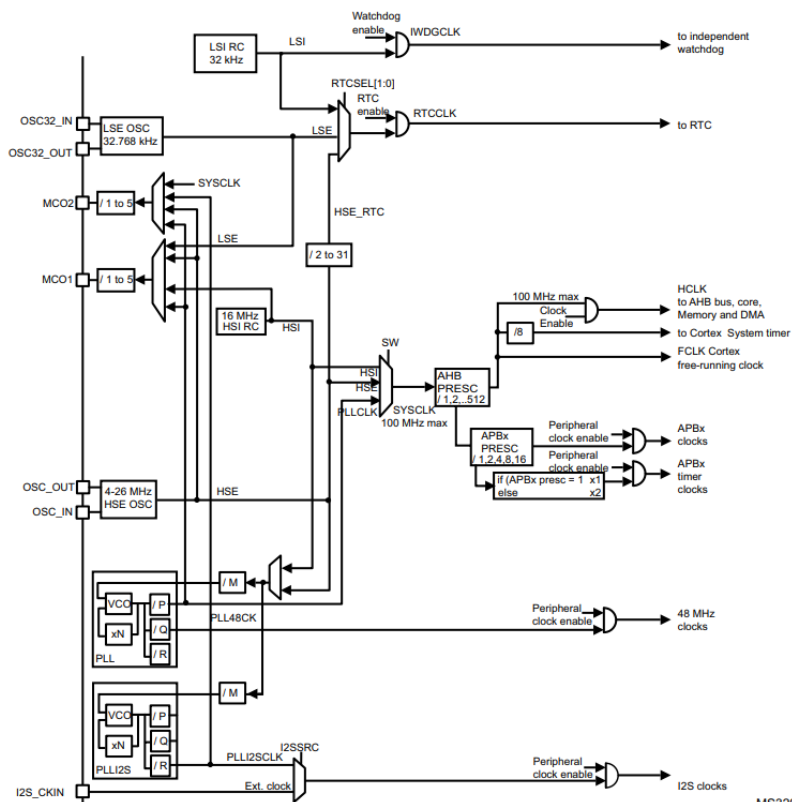 Watchdog
enable
IWDGCLK
to independent
watchdog
LSI RC
32 kHz
LSI
RTCSEL[1:0]
RTC
enable
RTCCLK
to RTC
OSC32_IN
OSC32_OUT
LSE OSC
32.768 kHz
LSE
SYSCLK
MCO2
/ 1 to 5
HSE_RTC
LSE
/ 2 to 31
MCO1
/ 1 to 5
16 MHz
HSI RC
HSI
100 MHz max
Clock
Enable
HCLK
to AHB bus, core,
Memory and DMA
/8
to Cortex System timer
FCLK Cortex
free-running clock
SW
HSI
HSE
PLLCLK
SYSCLK
100 MHz max
AHB
PRESC
/ 1,2,..512
APBx
PRESC
/ 1,2,4,8,16
Peripheral
clock enable
APBx
clocks
Peripheral
clock enable
APBx
timer
clocks
if (APBx presc = 1 x1
else x2
OSC_OUT
OSC_IN
4-26 MHz
HSE OSC
HSE
/ M
VCO
/ P
xN
/ Q
/ R
PLL
PLL48CK
Peripheral
clock enable
48 MHz
clocks
/ M
VCO
/ P
xN
/ Q
/ R
PLLI2S
PLLI2SCLK
I2SSRC
Ext. clock
I2S_CKIN
Peripheral
clock enable
I2S clocks